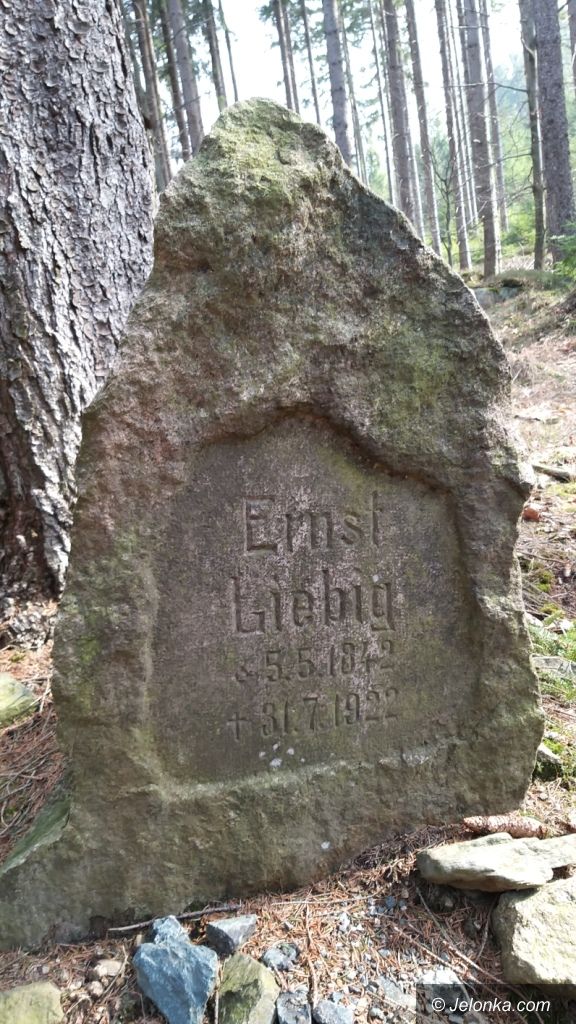 Ernst
Liebig
* 5.5.1842
† 31.7.1922
© Jelonka.com